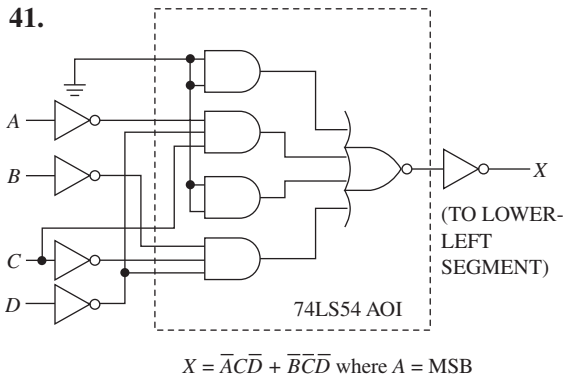 41.
A
B
C
D
X
(TO LOWER-
LEFT
SEGMENT)
74LS54 AOI
X = A̅CD̅ + B̅C̅D̅ where A = MSB